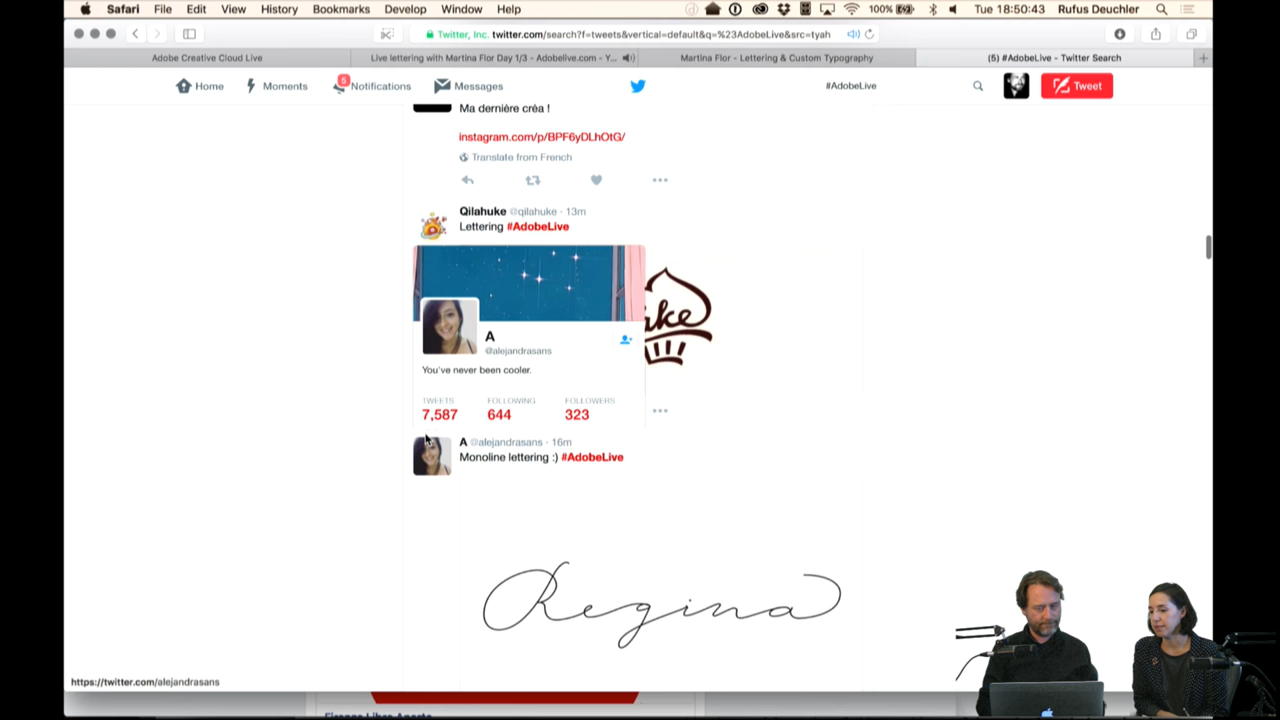 Safari File Edit View History Bookmarks Develop Window Help 100% Tue 18:50:43 Rufus Deuchler
Twitter, Inc. twitter.com/search?f=tweets&vertical=default&q=%23AdobeLive&src=tyah
Adobe Creative Cloud Live
Live lettering with Martina Flor Day 1/3 - Adobelive.com - Y...
Martina Flor - Lettering & Custom Typography
(5) #AdobeLive - Twitter Search
Home Moments 5 Notifications Messages #AdobeLive Tweet
Ma dernière créa !
instagram.com/p/BPF6yDLhOtG/
Translate from French
Qilahuke @qilahuke · 13m
Lettering #AdobeLive
ake
A
@alejandrasans
You've never been cooler.
TWEETS FOLLOWING FOLLOWERS
7,587 644 323
A @alejandrasans · 16m
Monoline lettering :) #AdobeLive
Regina
https://twitter.com/alejandrasans